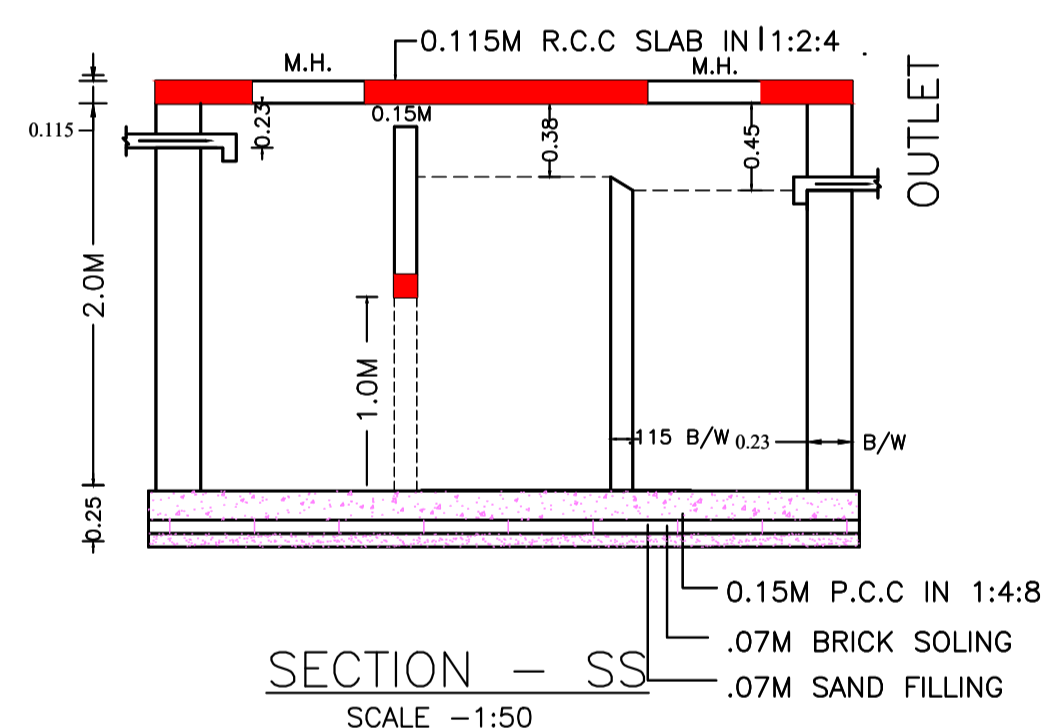 0.115M R.C.C SLAB IN 1:2:4 .
M.H.
M.H.
OUTLET
0.115
0.23
0.15M
0.38
0.45
2.0M
1.0M
.115 B/W
0.23
B/W
0.25
0.15M P.C.C IN 1:4:8
.07M BRICK SOLING
.07M SAND FILLING
SECTION - SS
SCALE -1:50